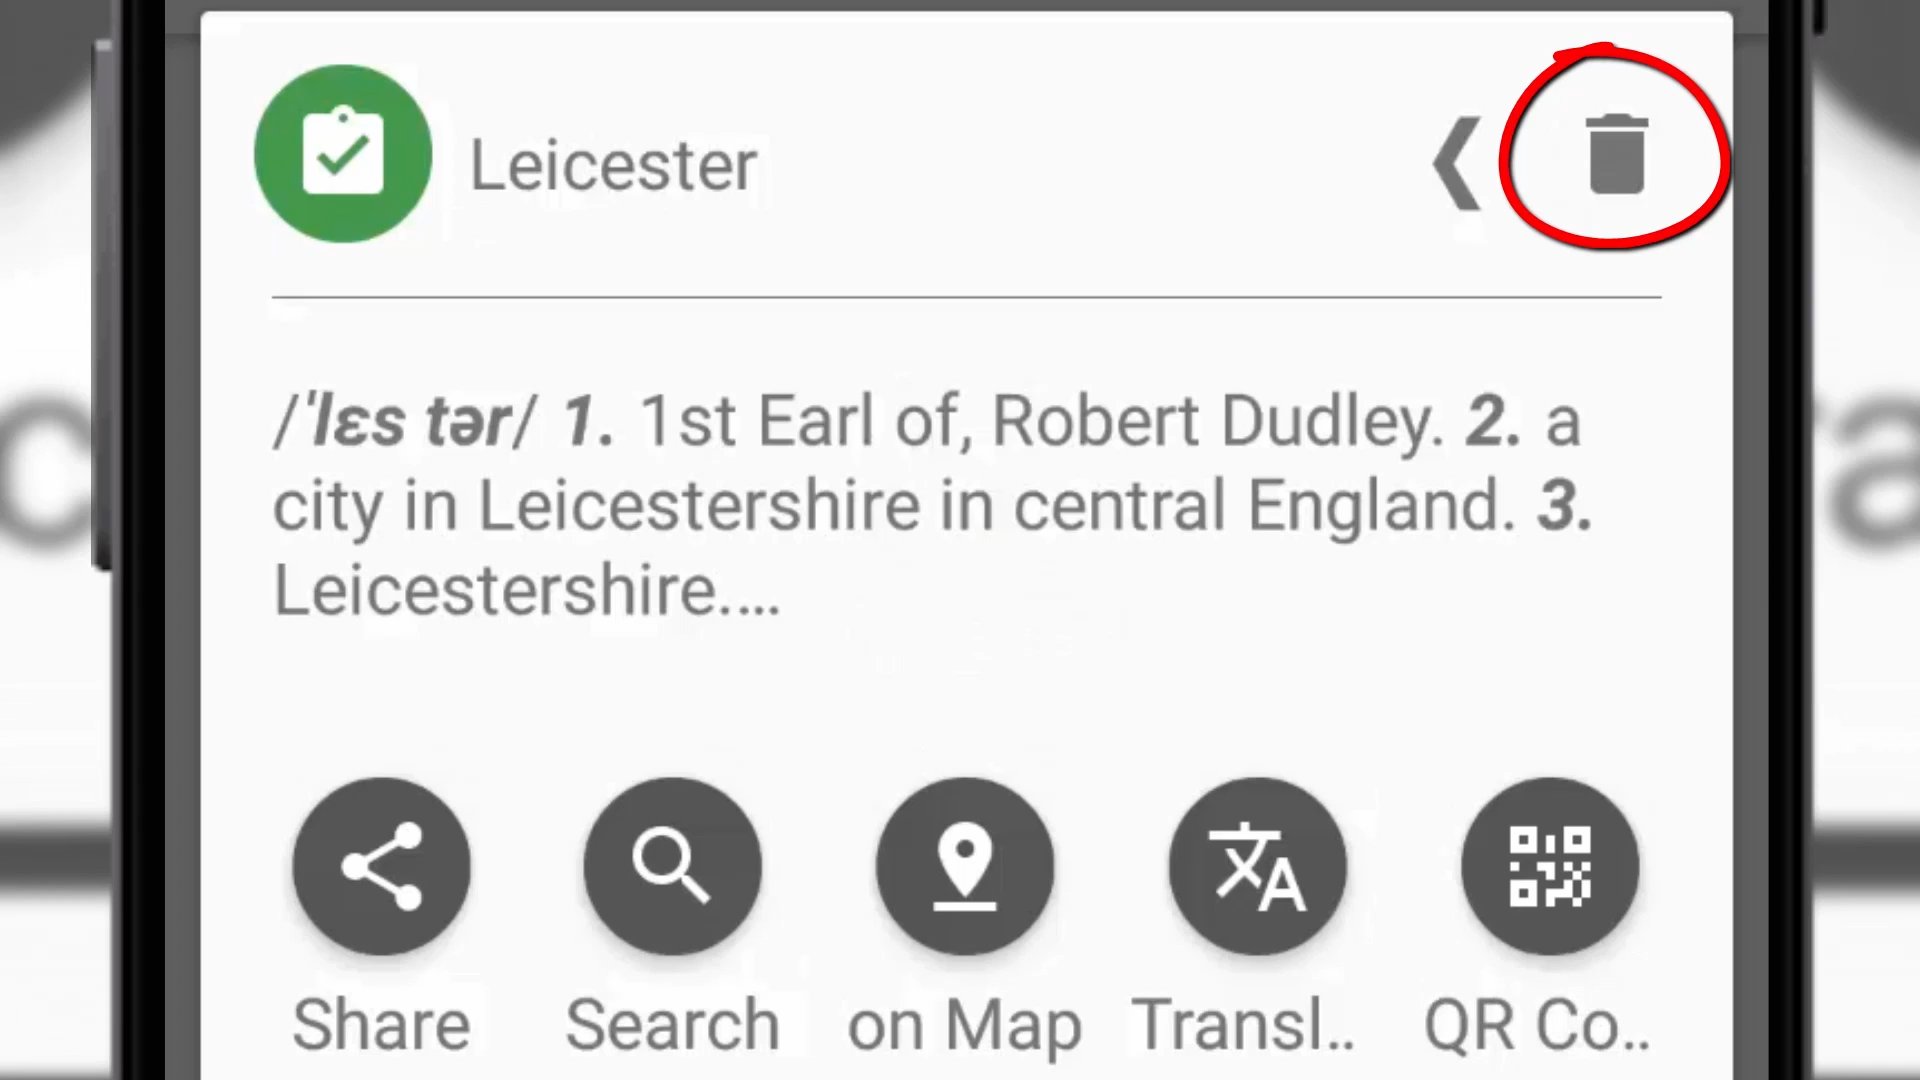 Leicester
/ˈlɛs tər/ 1. 1st Earl of, Robert Dudley. 2. a
city in Leicestershire in central England. 3.
Leicestershire.…
Share Search on Map Transl.. QR Co..